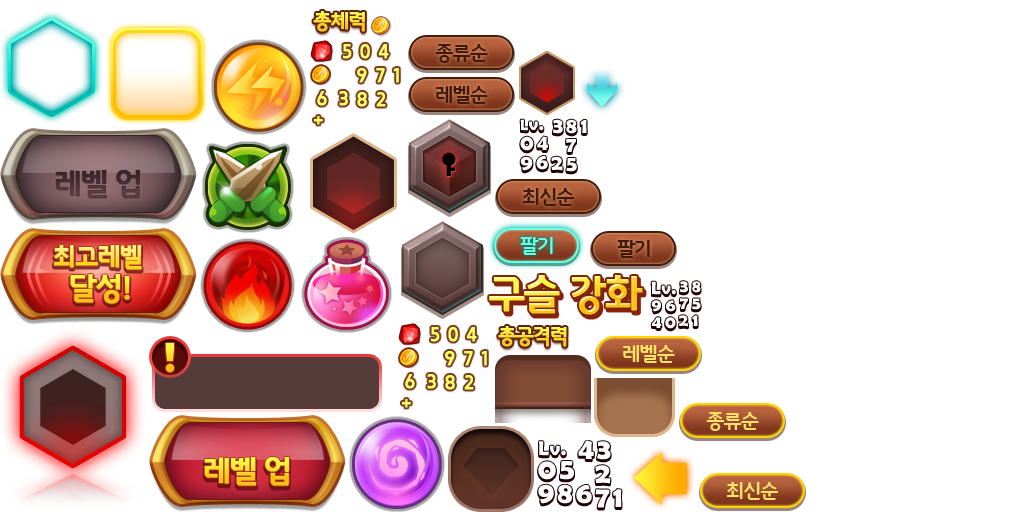 총체력
504
971
6382
+
종류순
레벨순
Lv. 381
04 7
9625
레벨 업
최신순
최고레벨
달성!
팔기
팔기
구슬 강화
Lv. 38
9675
4021
총공격력
504
971
6382
+
!
레벨순
종류순
레벨 업
Lv. 43
05 2
98671
최신순